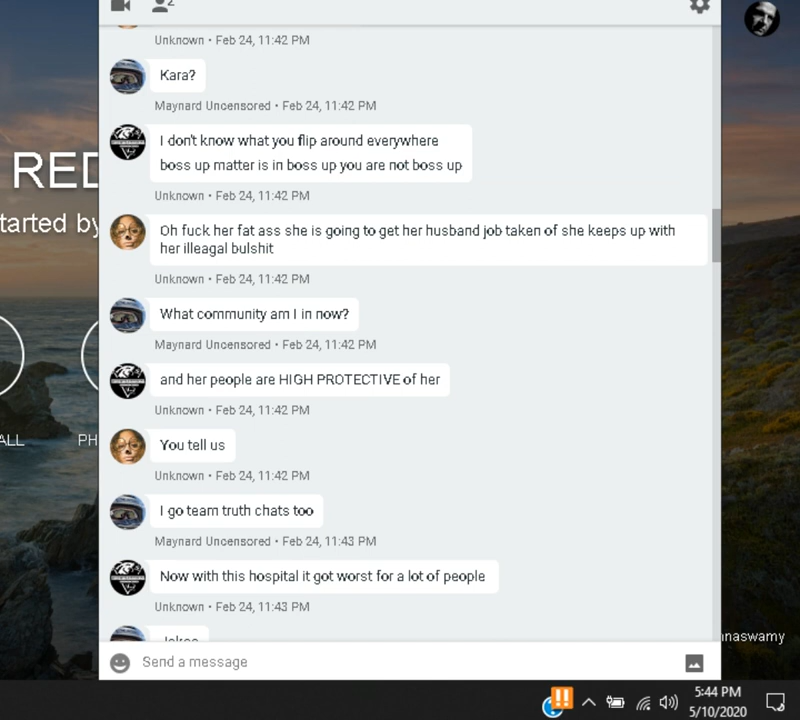 2
Unknown • Feb 24, 11:42 PM
Kara?
Maynard Uncensored • Feb 24, 11:42 PM
I don't know what you flip around everywhere
boss up matter is in boss up you are not boss up
Unknown • Feb 24, 11:42 PM
Oh fuck her fat ass she is going to get her husband job taken of she keeps up with
her illeagal bulshit
Unknown • Feb 24, 11:42 PM
What community am I in now?
Maynard Uncensored • Feb 24, 11:42 PM
and her people are HIGH PROTECTIVE of her
Unknown • Feb 24, 11:42 PM
You tell us
Unknown • Feb 24, 11:42 PM
I go team truth chats too
Maynard Uncensored • Feb 24, 11:43 PM
Now with this hospital it got worst for a lot of people
Unknown • Feb 24, 11:43 PM
Send a message
RED
tarted by
ALL
PH
nnaswamy
5:44 PM
5/10/2020